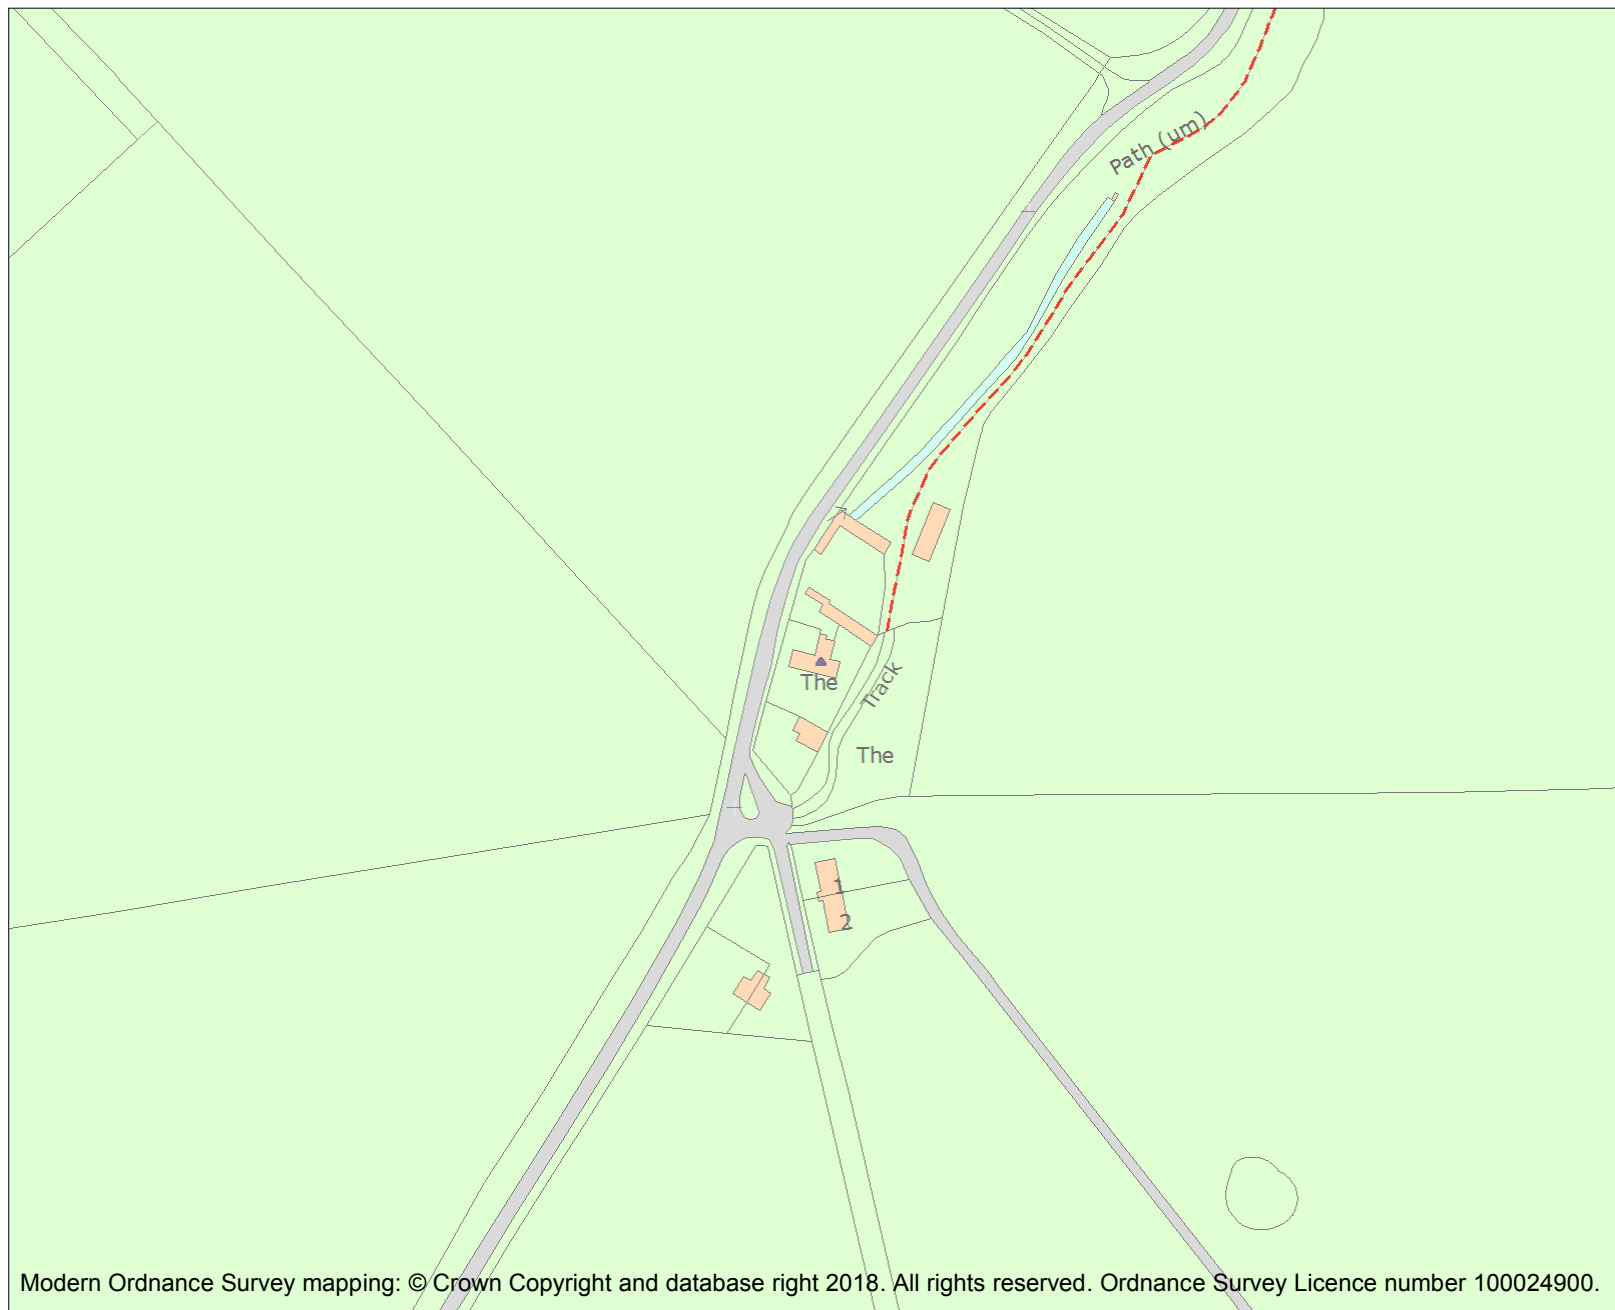 Path (um)
The
Track
The
1
2
Modern Ordnance Survey mapping: © Crown Copyright and database right 2018. All rights reserved. Ordnance Survey Licence number 100024900.